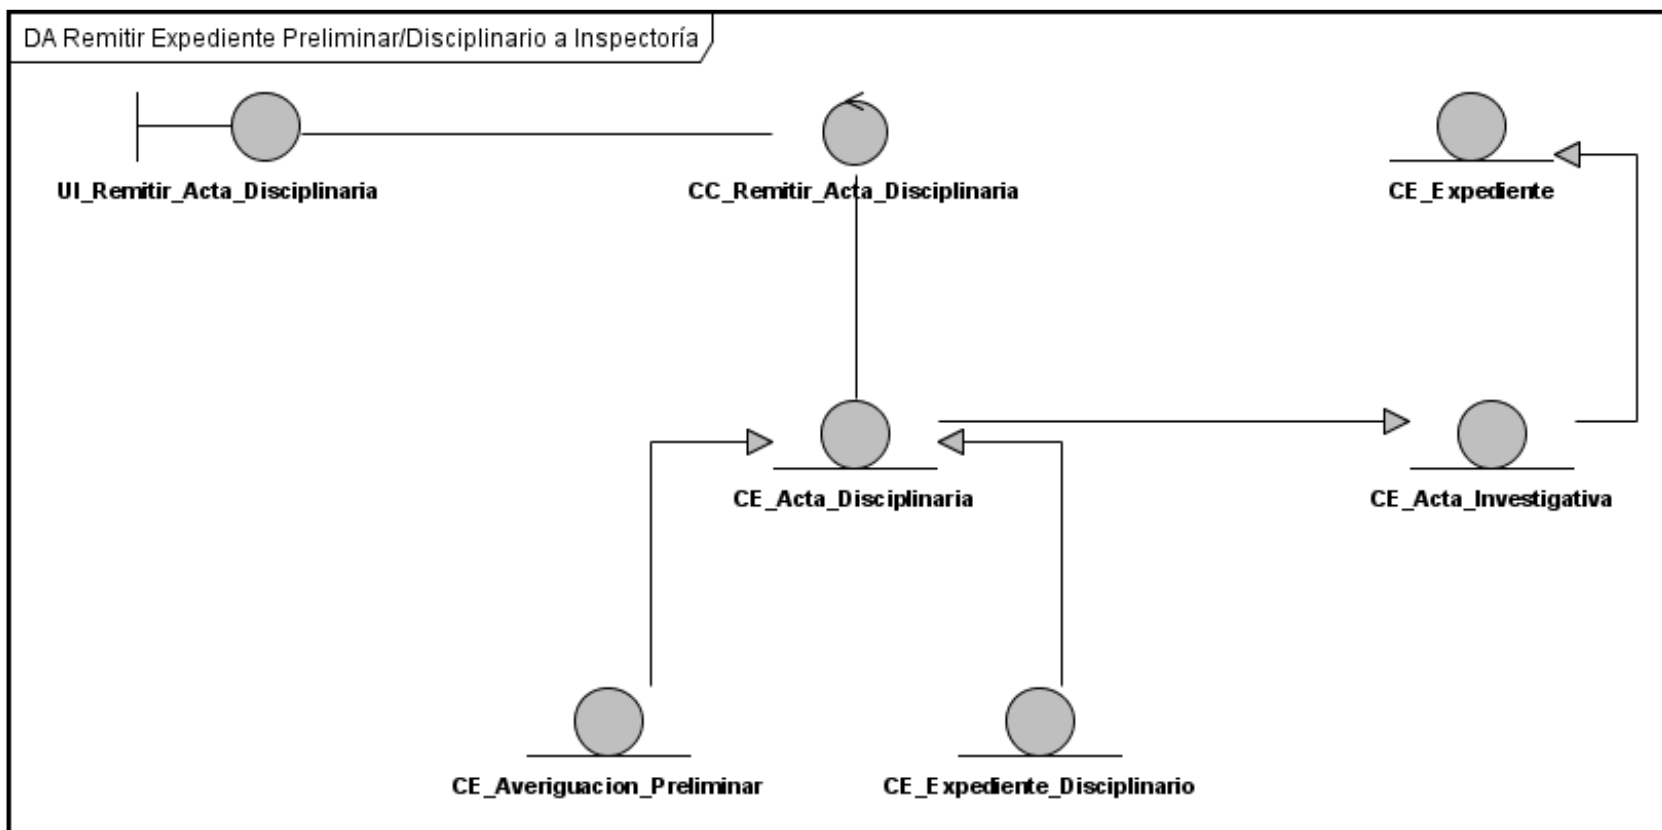 DA Remitir Expediente Preliminar/Disciplinario a Inspectoría
UI_Remitir_Acta_Disciplinaria
CC_Remitir_Acta_Disciplinaria
CE_Expediente
CE_Acta_Disciplinaria
CE_Acta_Investigativa
CE_Averiguacion_Preliminar
CE_Expediente_Disciplinario